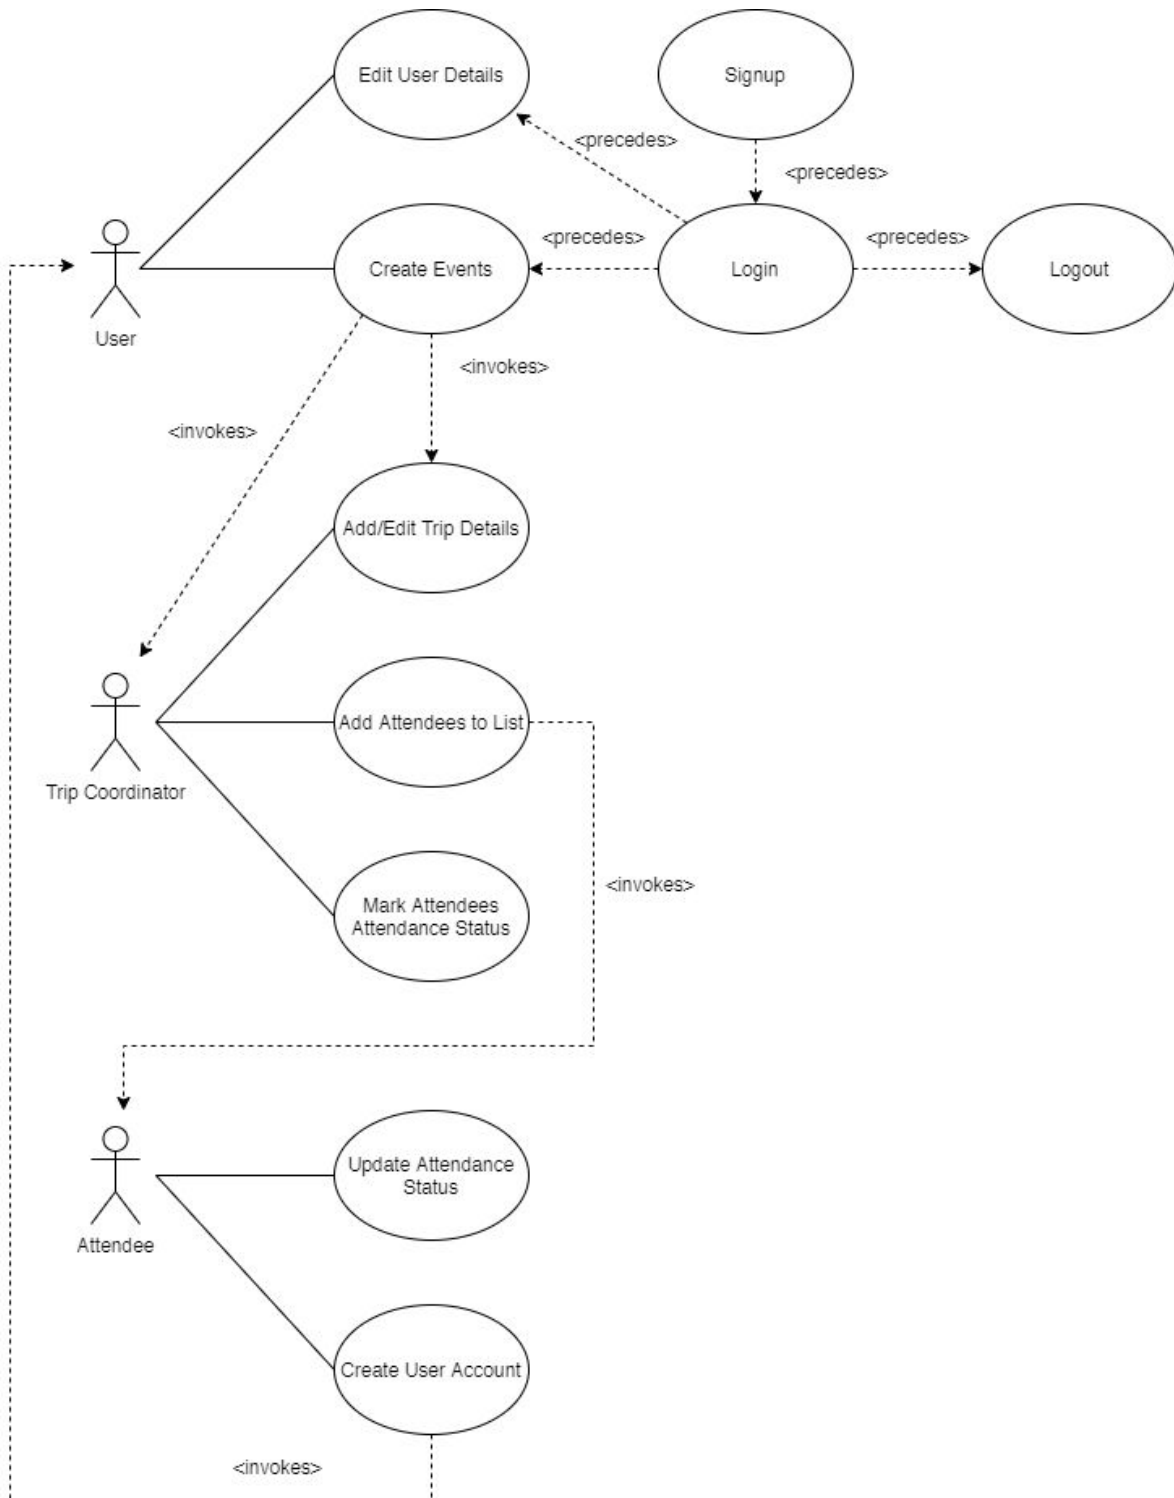 Edit User Details
Signup
<precedes>
<precedes>
<precedes>
<precedes>
Create Events
Login
Logout
User
<invokes>
<invokes>
Add/Edit Trip Details
Add Attendees to List
Trip Coordinator
<invokes>
Mark Attendees
Attendance Status
Update Attendance
Status
Attendee
Create User Account
<invokes>